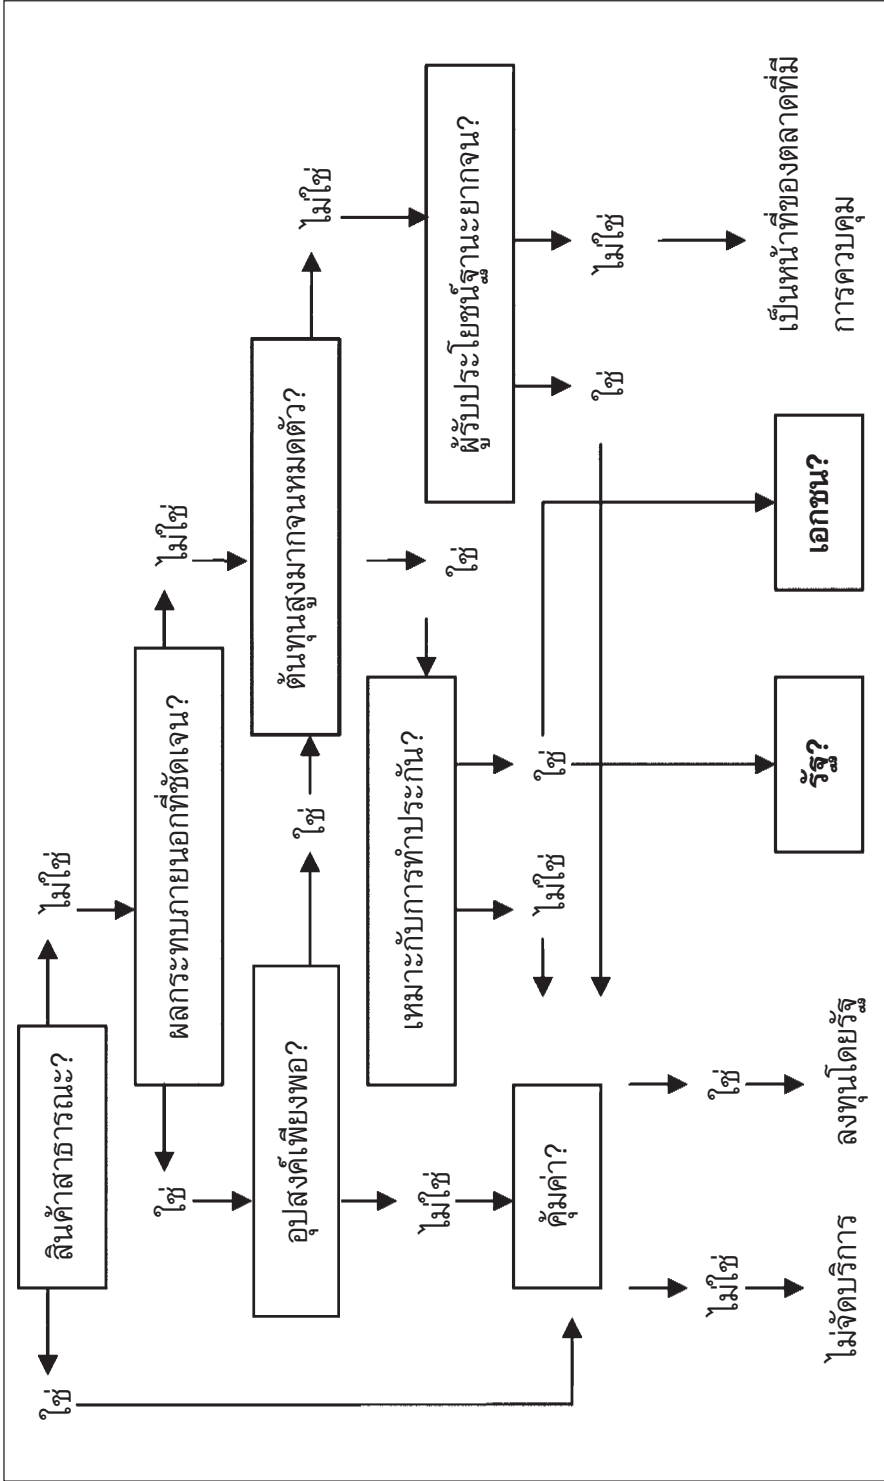 สินค้าสาธารณะ?
ใช่
ไม่ใช่
ผลกระทบภายนอกที่ชัดเจน?
ใช่
ไม่ใช่
อุปสงค์เพียงพอ?
ใช่
ต้นทุนสูงมากจนหมดตัว?
ไม่ใช่
ไม่ใช่
เหมาะกับการทำประกัน?
ใช่
ผู้รับประโยชน์ฐานะยากจน?
คุ้มค่า?
ไม่ใช่
ใช่
ใช่
ไม่ใช่
ไม่ใช่
ใช่
รัฐ?
เอกชน?
เป็นหน้าที่ของตลาดที่มี
การควบคุม
ไม่จัดบริการ
ลงทุนโดยรัฐ